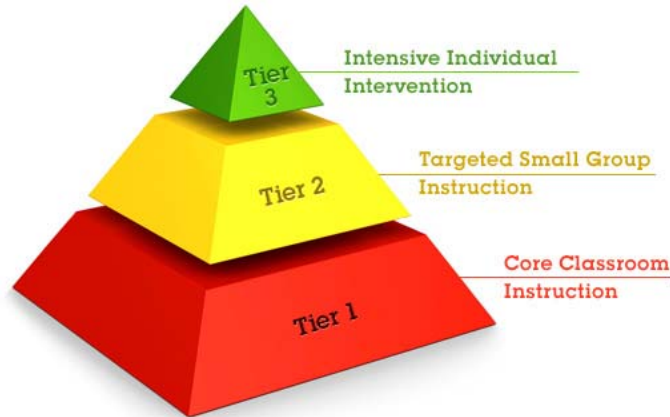 Tier
3
Intensive Individual
Intervention
Tier 2
Targeted Small Group
Instruction
Tier 1
Core Classroom
Instruction